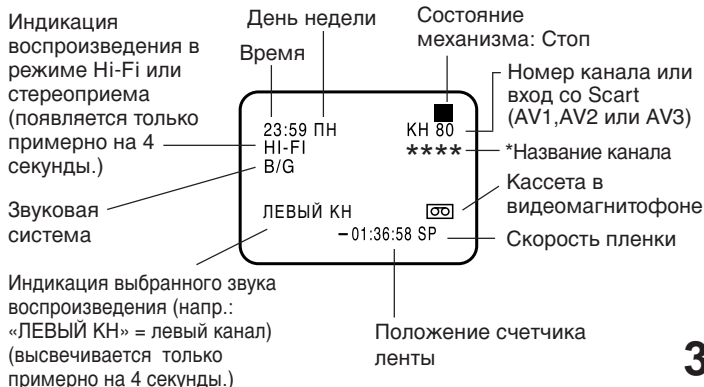 Индикация
воспроизведения в
режиме Hi-Fi или
стереоприема
(появляется только
примерно на 4
секунды.)
День недели
Время
Состояние
механизма: Стоп
Номер канала или
вход со Scart
(AV1,AV2 или AV3)
*Название канала
Кассета в
видеомагнитофоне
Скорость пленки
23:59 ПН
КН 80
HI-FI
****
B/G
ЛЕВЫЙ КН
–01:36:58 SP
Звуковая
система
Индикация выбранного звука
воспроизведения (напр.:
«ЛЕВЫЙ КН» = левый канал)
(высвечивается только
примерно на 4 секунды.)
Положение счетчика
ленты
3